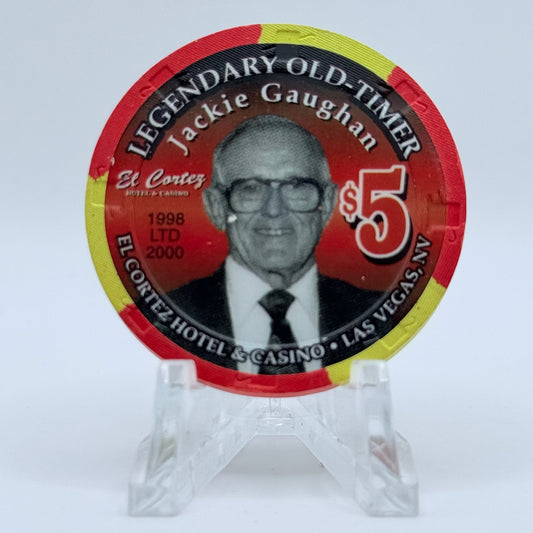 LEGENDARY OLD-TIMER
Jackie Gaughan
El Cortez
HOTEL & CASINO
$5
1998
LTD
2000
EL CORTEZ HOTEL & CASINO • LAS VEGAS, NV